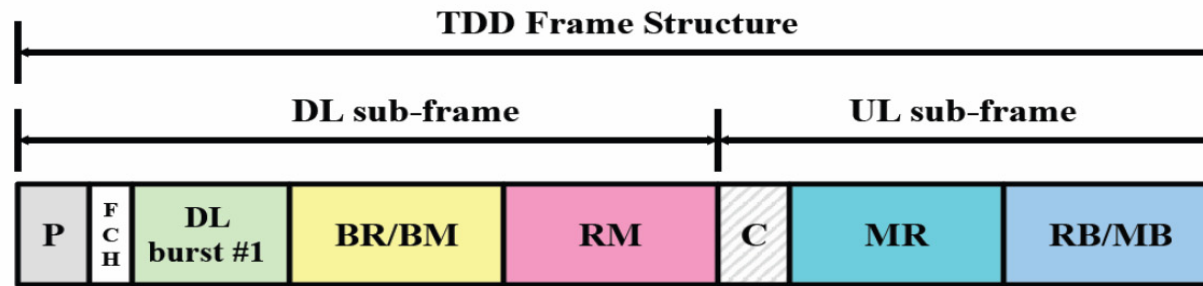 TDD Frame Structure
DL sub-frame
UL sub-frame
P
F
C
H
DL
burst #1
BR/BM
RM
C
MR
RB/MB